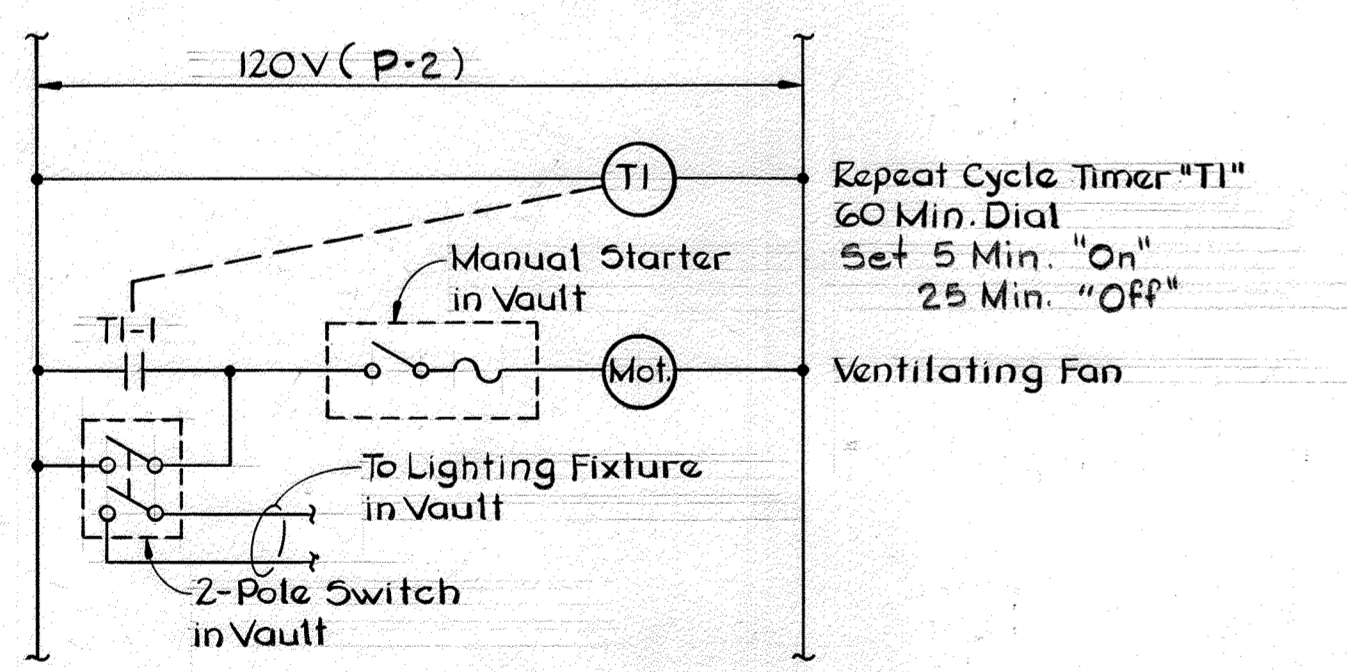 120V (P-2)
T1
Repeat Cycle Timer "T1"
60 Min. Dial
Set 5 Min. "On"
25 Min. "Off"
Manual Starter
in Vault
T1-1
Mot.
Ventilating Fan
To Lighting Fixture
in Vault
2-Pole Switch
in Vault